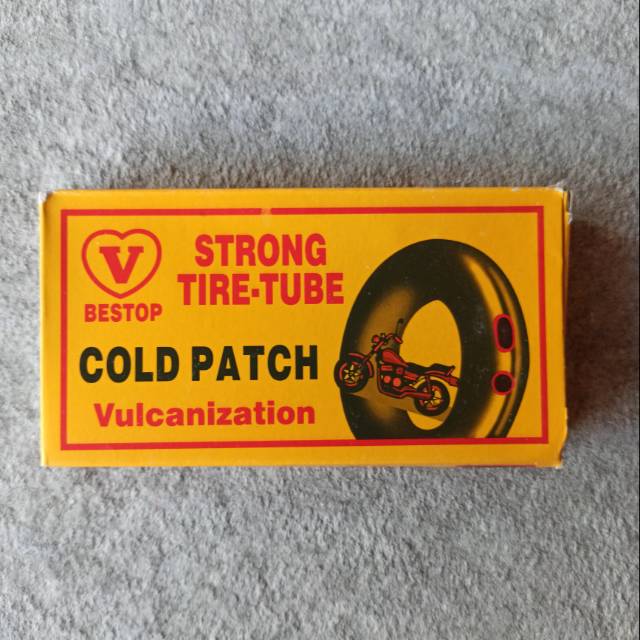 V
BESTOP
STRONG
TIRE-TUBE
COLD PATCH
Vulcanization